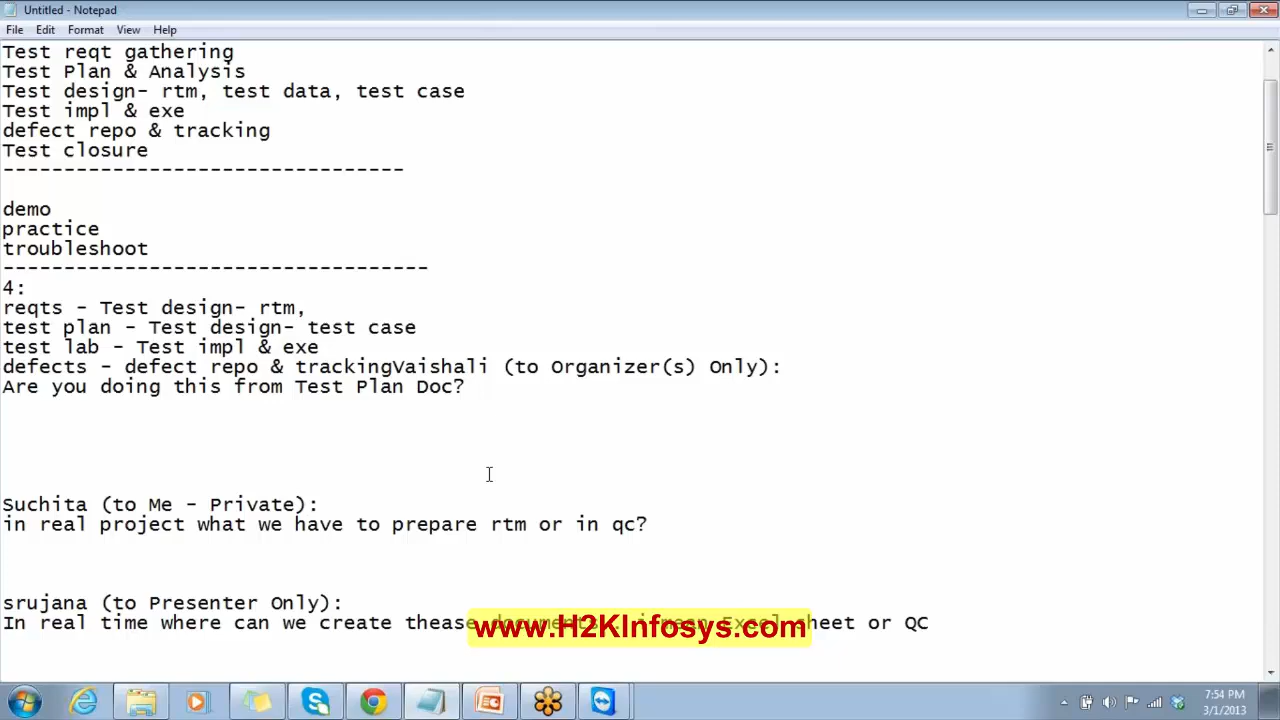 Untitled - Notepad
File Edit Format View Help
Test reqt gathering
Test Plan & Analysis
Test design- rtm, test data, test case
Test impl & exe
defect repo & tracking
Test closure
---------------------------------
demo
practice
troubleshoot
-----------------------------------
4:
reqts - Test design- rtm,
test plan - Test design- test case
test lab - Test impl & exe
defects - defect repo & trackingVaishali (to Organizer(s) Only):
Are you doing this from Test Plan Doc?
Suchita (to Me - Private):
in real project what we have to prepare rtm or in qc?
srujana (to Presenter Only):
In real time where can we create thease documents.. i mean Excel sheet or QC
www.H2KInfosys.com
7:54 PM
3/1/2013